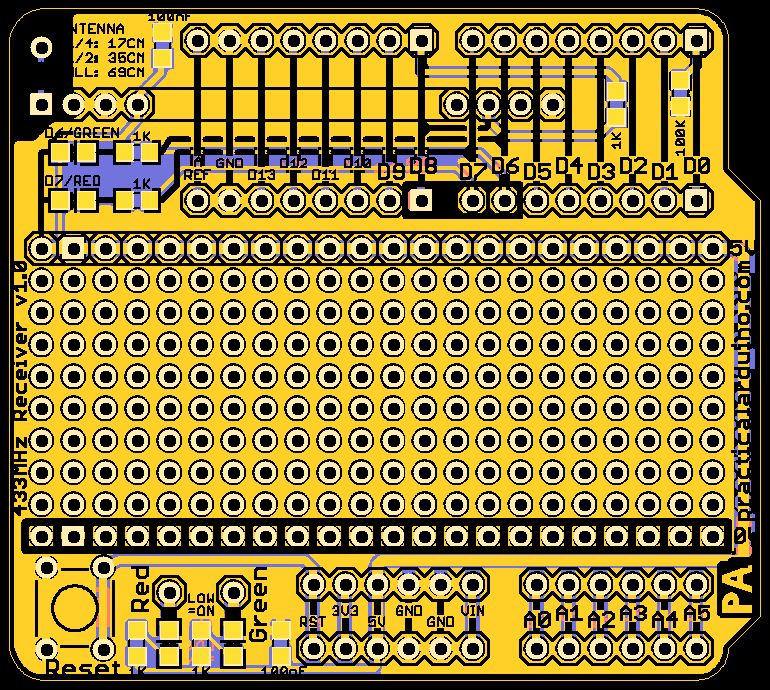 100nF
/4: 17CM
/2: 35CM
69CM
D6/GREEN
1K
D7/RED
1K
REF
GND
D13
D12
D11
D10
D9
D8
D7
D6
D5
D4
D3
D2
D1
D0
1K
100K
5V
433MHz Receiver v1.0
practicalarduino.com
PA
Reset
Red
LOW
=ON
Green
1K
1K
100nF
RST
3V3
5V
GND
GND
VIN
A0
A1
A2
A3
A4
A5